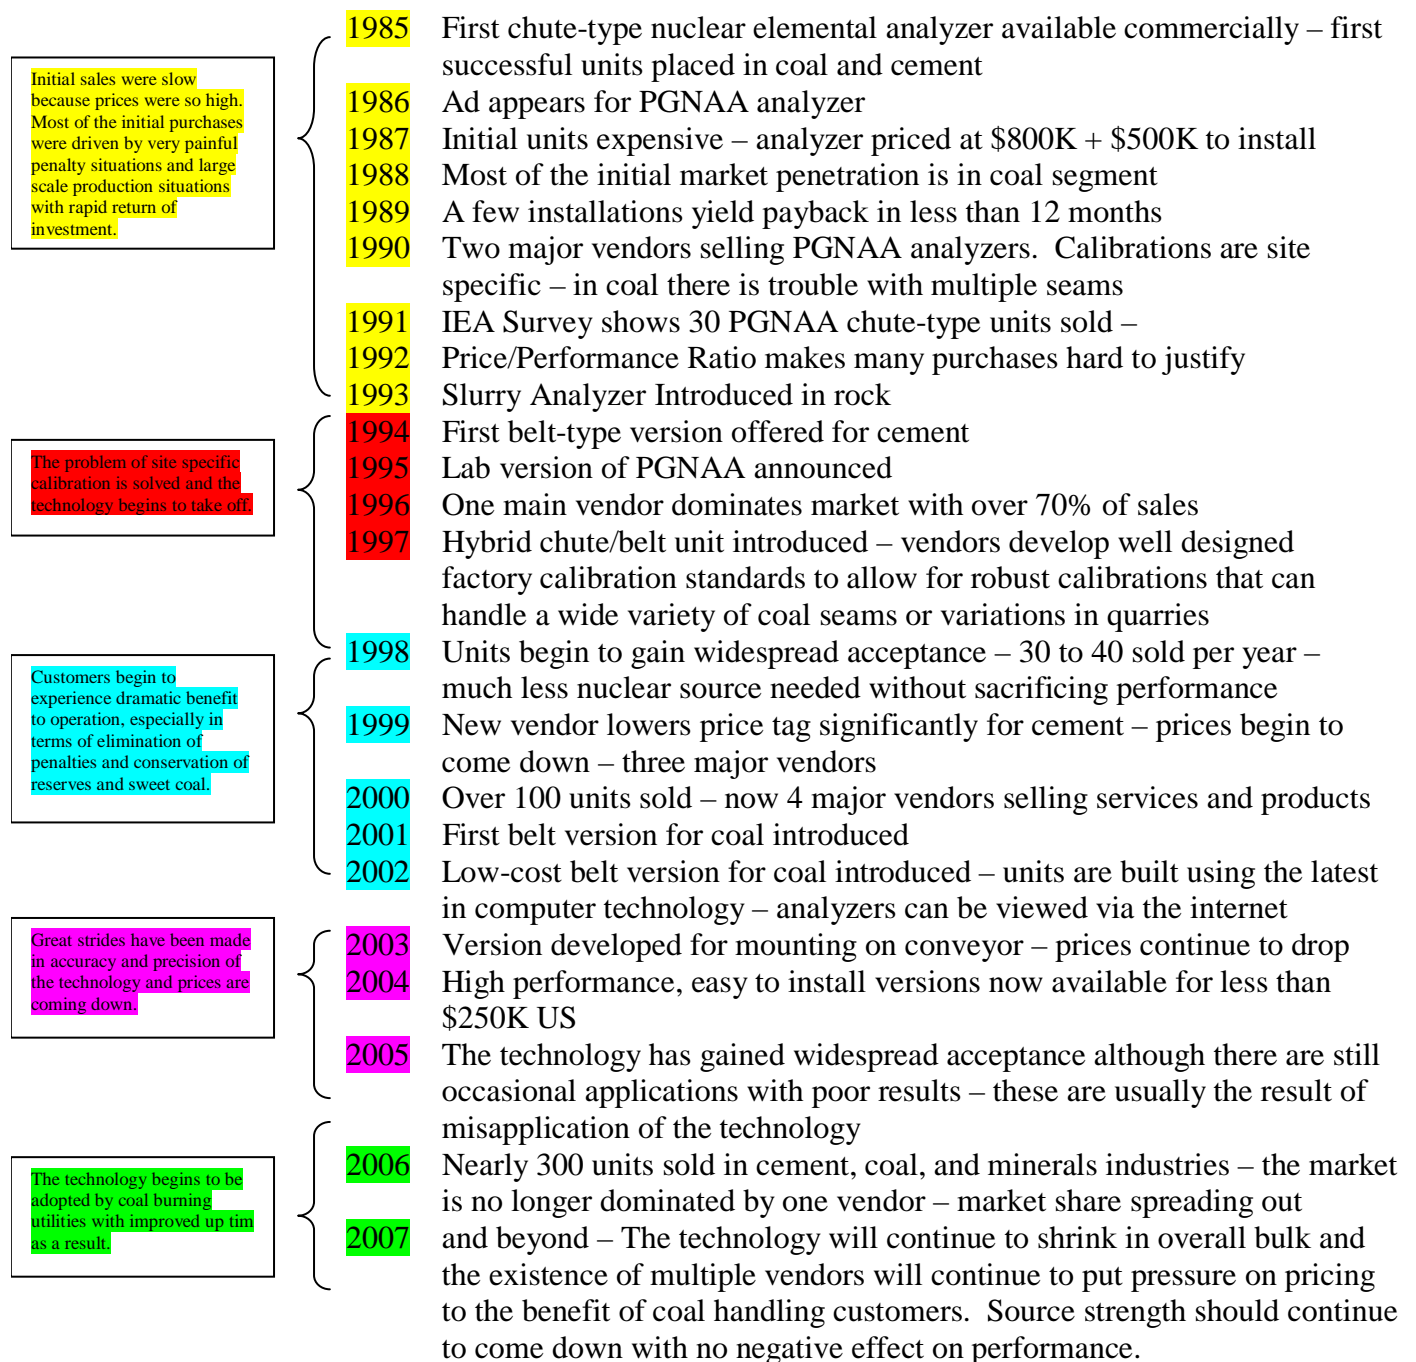 1985 First chute-type nuclear elemental analyzer available commercially – first
successful units placed in coal and cement
Initial sales were slow
because prices were so high.
Most of the initial purchases
were driven by very painful
penalty situations and large
scale production situations
with rapid return of
investment.
1986 Ad appears for PGNAA analyzer
1987 Initial units expensive – analyzer priced at $800K + $500K to install
1988 Most of the initial market penetration is in coal segment
1989 A few installations yield payback in less than 12 months
1990 Two major vendors selling PGNAA analyzers.  Calibrations are site
specific – in coal there is trouble with multiple seams
1991 IEA Survey shows 30 PGNAA chute-type units sold –
1992 Price/Performance Ratio makes many purchases hard to justify
1993 Slurry Analyzer Introduced in rock
The problem of site specific
calibration is solved and the
technology begins to take off.
1994 First belt-type version offered for cement
1995 Lab version of PGNAA announced
1996 One main vendor dominates market with over 70% of sales
1997 Hybrid chute/belt unit introduced – vendors develop well designed
factory calibration standards to allow for robust calibrations that can
handle a wide variety of coal seams or variations in quarries
Customers begin to
experience dramatic benefit
to operation, especially in
terms of elimination of
penalties and conservation of
reserves and sweet coal.
1998 Units begin to gain widespread acceptance – 30 to 40 sold per year –
much less nuclear source needed without sacrificing performance
1999 New vendor lowers price tag significantly for cement – prices begin to
come down – three major vendors
2000 Over 100 units sold – now 4 major vendors selling services and products
2001 First belt version for coal introduced
2002 Low-cost belt version for coal introduced – units are built using the latest
in computer technology – analyzers can be viewed via the internet
Great strides have been made
in accuracy and precision of
the technology and prices are
coming down.
2003 Version developed for mounting on conveyor – prices continue to drop
2004 High performance, easy to install versions now available for less than
$250K US
2005 The technology has gained widespread acceptance although there are still
occasional applications with poor results – these are usually the result of
misapplication of the technology
The technology begins to be
adopted by coal burning
utilities with improved up tim
as a result.
2006 Nearly 300 units sold in cement, coal, and minerals industries – the market
is no longer dominated by one vendor – market share spreading out
2007 and beyond – The technology will continue to shrink in overall bulk and
the existence of multiple vendors will continue to put pressure on pricing
to the benefit of coal handling customers.  Source strength should continue
to come down with no negative effect on performance.